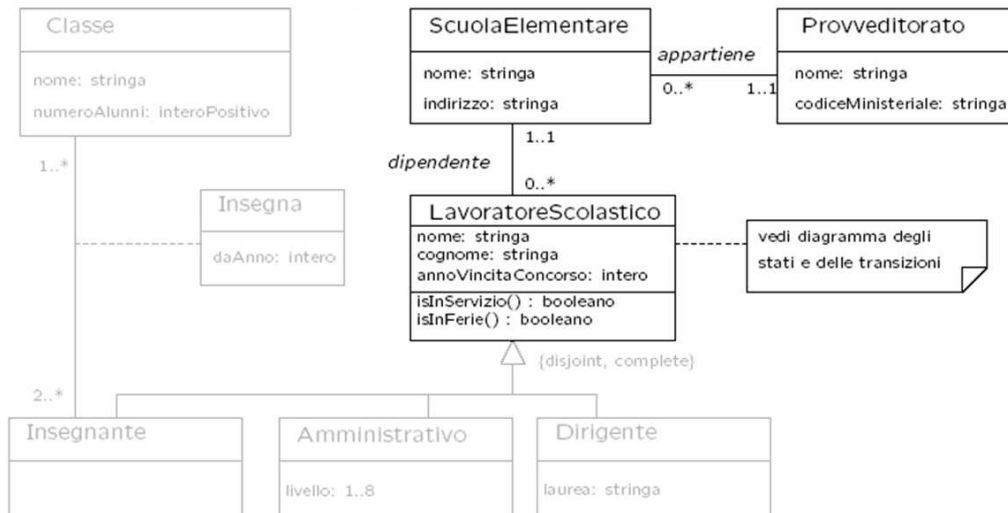 Classe
nome: stringa
numeroAlunni: interoPositivo
ScuolaElementare
nome: stringa
indirizzo: stringa
appartiene
0..*
1..1
Provveditorato
nome: stringa
codiceMinisteriale: stringa
1..1
dipendente
0..*
1..*
Insegna
daAnno: intero
LavoratoreScolastico
nome: stringa
cognome: stringa
annoVincitaConcorso: intero
isInServizio() : booleano
isInFerie() : booleano
vedi diagramma degli
stati e delle transizioni
{disjoint, complete}
2..*
Insegnante
Amministrativo
livello: 1..8
Dirigente
laurea: stringa